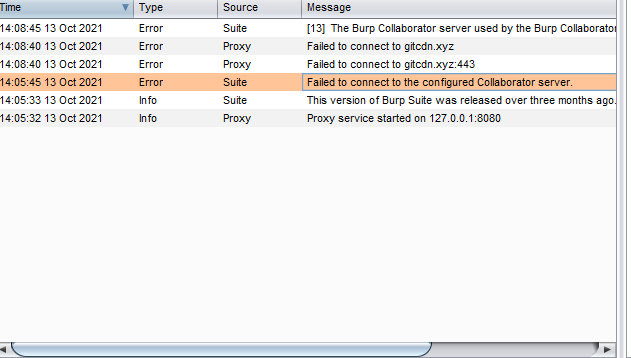 Time Type Source Message
14:08:45 13 Oct 2021 Error Suite [13] The Burp Collaborator server used by the Burp Collaborator
14:08:40 13 Oct 2021 Error Proxy Failed to connect to gitcdn.xyz
14:08:40 13 Oct 2021 Error Proxy Failed to connect to gitcdn.xyz:443
14:05:45 13 Oct 2021 Error Suite Failed to connect to the configured Collaborator server.
14:05:33 13 Oct 2021 Info Suite This version of Burp Suite was released over three months ago.
14:05:32 13 Oct 2021 Info Proxy Proxy service started on 127.0.0.1:8080